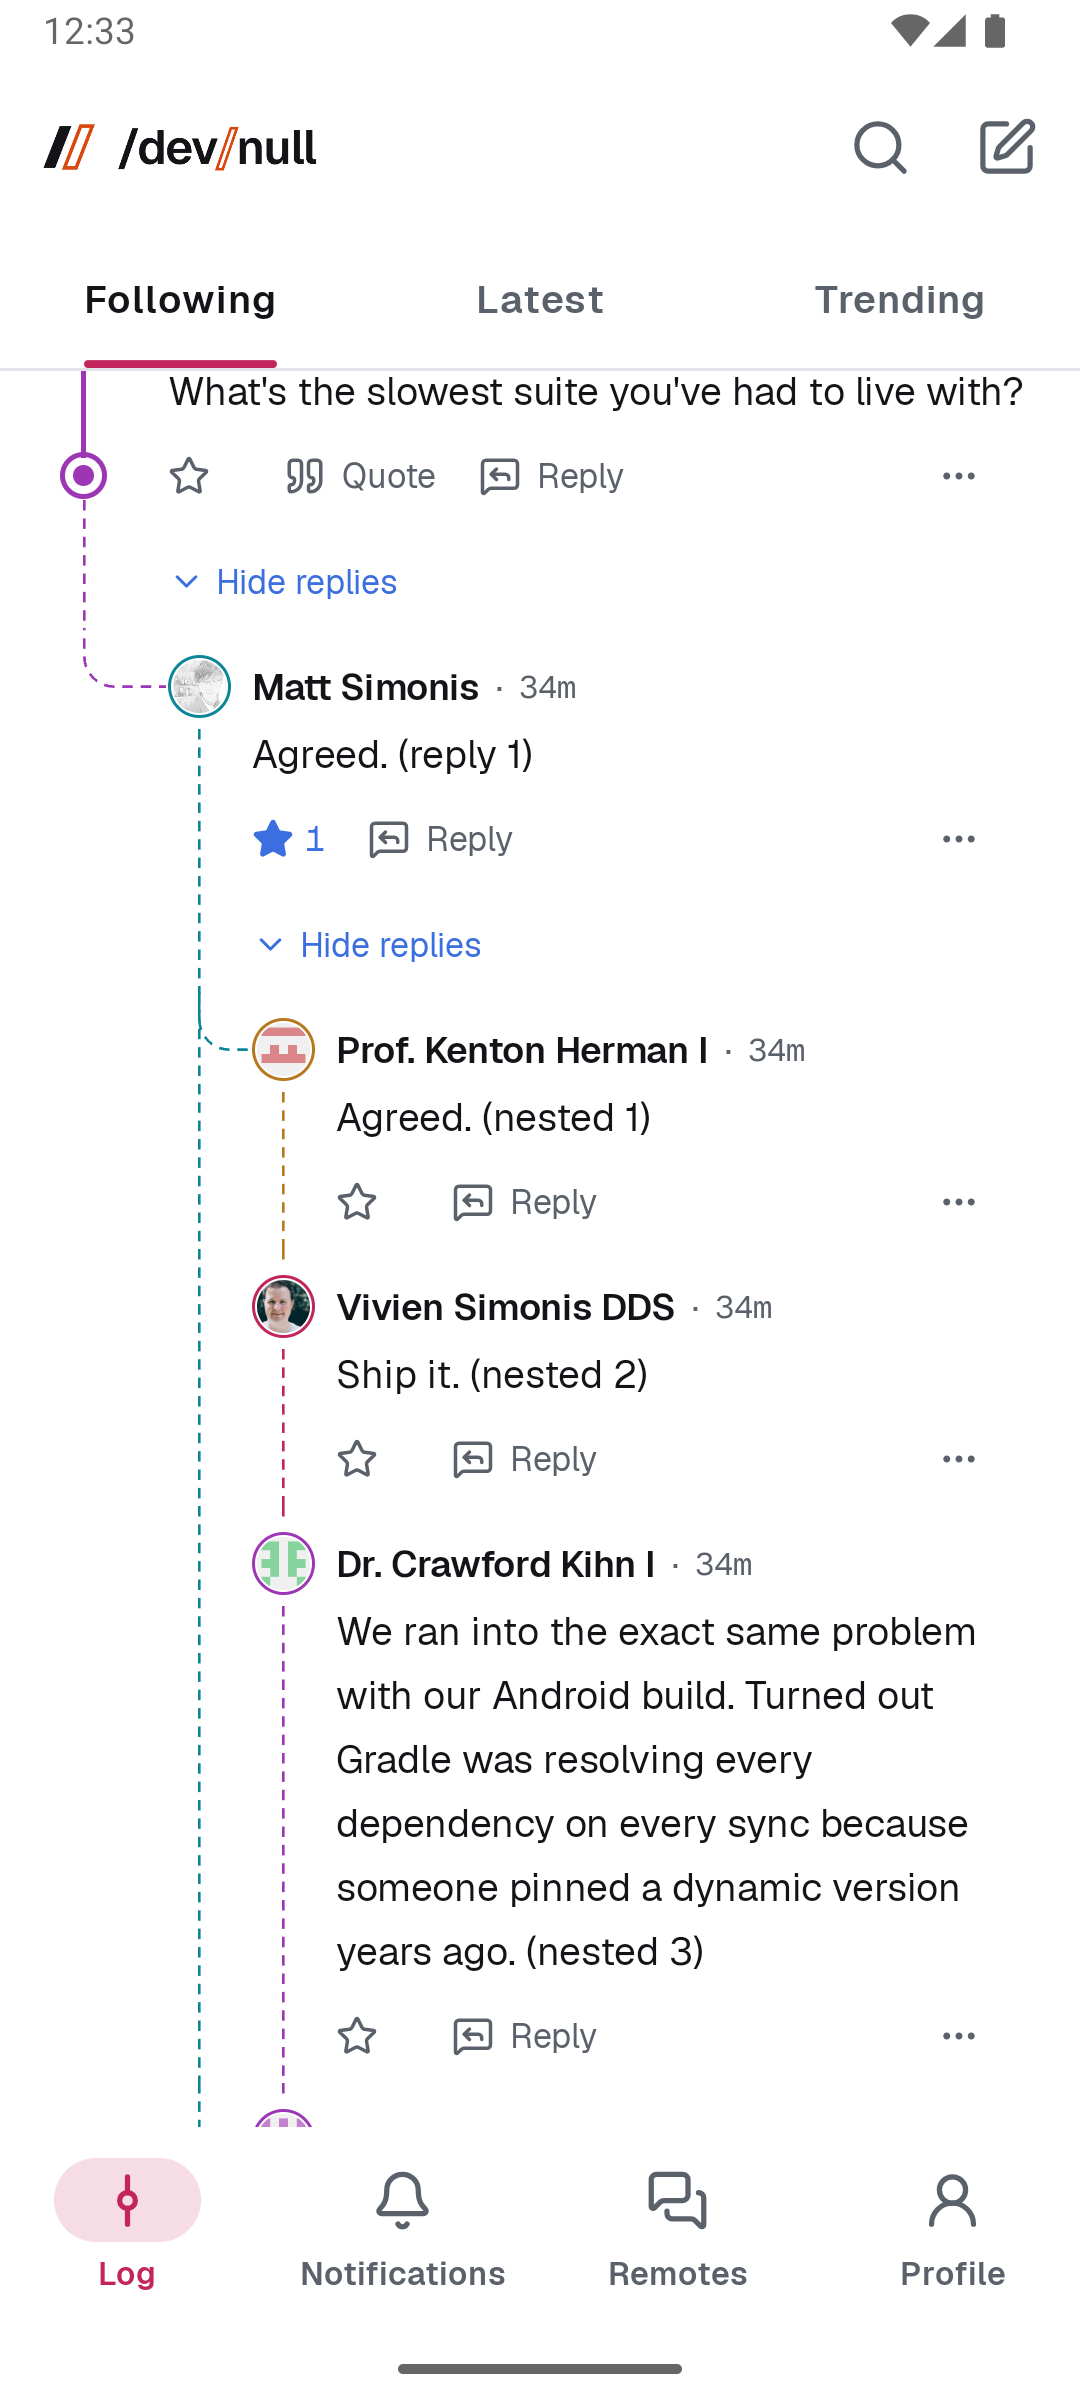 12:33
/dev//null
Following Latest Trending
What's the slowest suite you've had to live with?
Quote Reply
Hide replies
Matt Simonis · 34m
Agreed. (reply 1)
1 Reply
Hide replies
Prof. Kenton Herman I · 34m
Agreed. (nested 1)
Reply
Vivien Simonis DDS · 34m
Ship it. (nested 2)
Reply
Dr. Crawford Kihn I · 34m
We ran into the exact same problem
with our Android build. Turned out
Gradle was resolving every
dependency on every sync because
someone pinned a dynamic version
years ago. (nested 3)
Reply
Log Notifications Remotes Profile